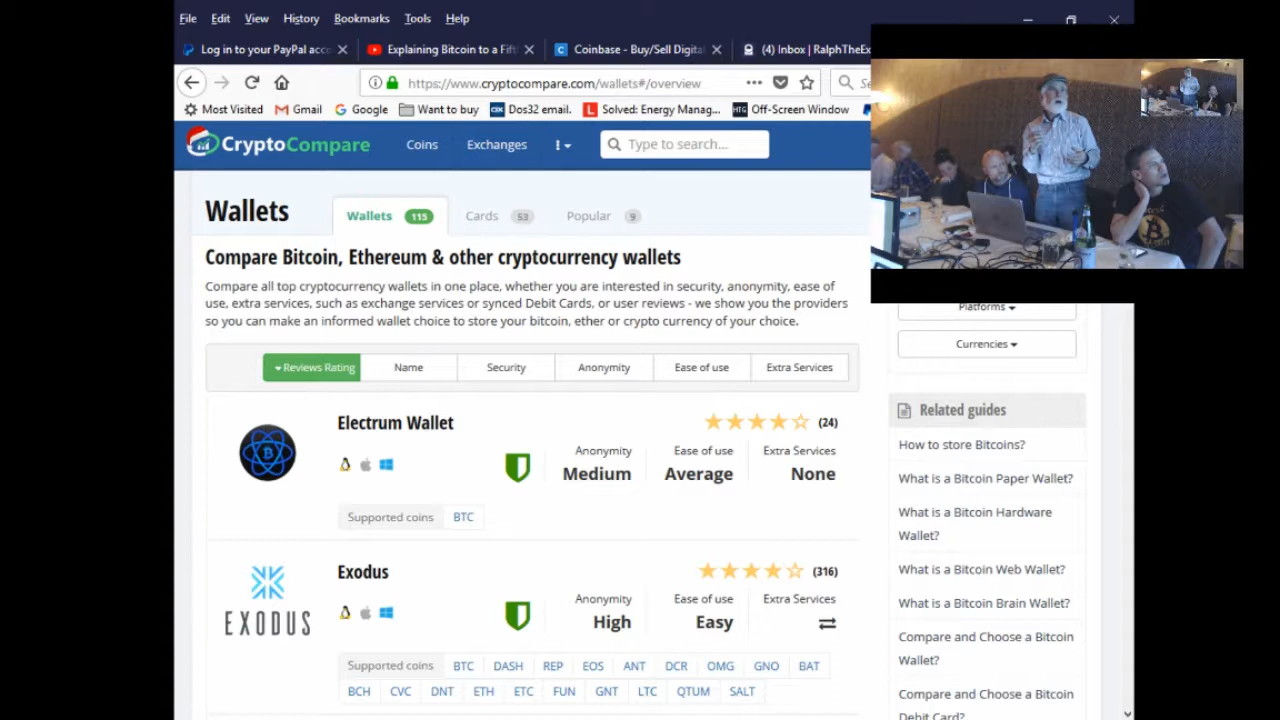 File Edit View History Bookmarks Tools Help
Log in to your PayPal acc Explaining Bitcoin to a Fift Coinbase - Buy/Sell Digita (4) Inbox | RalphTheEx
https://www.cryptocompare.com/wallets#/overview
Most Visited Gmail Google Want to buy Dos32 email. Solved: Energy Manag... Off-Screen Window
CryptoCompare Coins Exchanges Type to search...
Wallets Wallets 115 Cards 53 Popular 9
Compare Bitcoin, Ethereum & other cryptocurrency wallets
Compare all top cryptocurrency wallets in one place, whether you are interested in security, anonymity, ease of
use, extra services, such as exchange services or synced Debit Cards, or user reviews - we show you the providers
so you can make an informed wallet choice to store your bitcoin, ether or crypto currency of your choice.
Platforms
Currencies
Reviews Rating Name Security Anonymity Ease of use Extra Services
Electrum Wallet (24)
Anonymity Ease of use Extra Services
Medium Average None
Supported coins BTC
Exodus (316)
EXODUS
Anonymity Ease of use Extra Services
High Easy
Supported coins BTC DASH REP EOS ANT DCR OMG GNO BAT
BCH CVC DNT ETH ETC FUN GNT LTC QTUM SALT
Related guides
How to store Bitcoins?
What is a Bitcoin Paper Wallet?
What is a Bitcoin Hardware
Wallet?
What is a Bitcoin Web Wallet?
What is a Bitcoin Brain Wallet?
Compare and Choose a Bitcoin
Wallet?
Compare and Choose a Bitcoin
Debit Card?